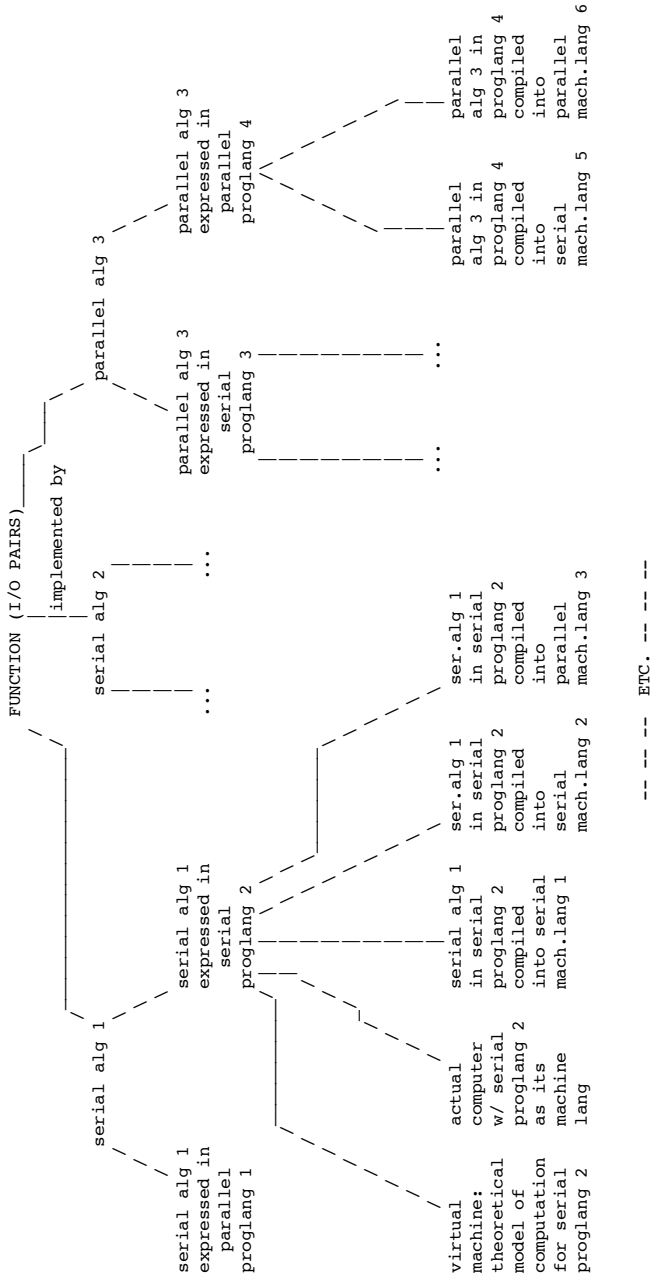 FUNCTION (I/O PAIRS)
implemented by
serial alg 1
serial alg 2
parallel alg 3
serial alg 1
expressed in
parallel
proglang 1
serial alg 1
expressed in
serial
proglang 2
...
...
parallel alg 3
expressed in
serial
proglang 3
parallel alg 3
expressed in
parallel
proglang 4
virtual
machine:
theoretical
model of
computation
for serial
proglang 2
actual
computer
w/ serial
proglang 2
as its
machine
lang
serial alg 1
in serial
proglang 2
compiled
into serial
mach.lang 1
ser.alg 1
in serial
proglang 2
compiled
into
serial
mach.lang 2
ser.alg 1
in serial
proglang 2
compiled
into
parallel
mach.lang 3
...
...
parallel
alg 3 in
proglang 4
compiled
into
serial
mach.lang 5
parallel
alg 3 in
proglang 4
compiled
into
parallel
mach.lang 6
-- -- -- ETC. -- -- --